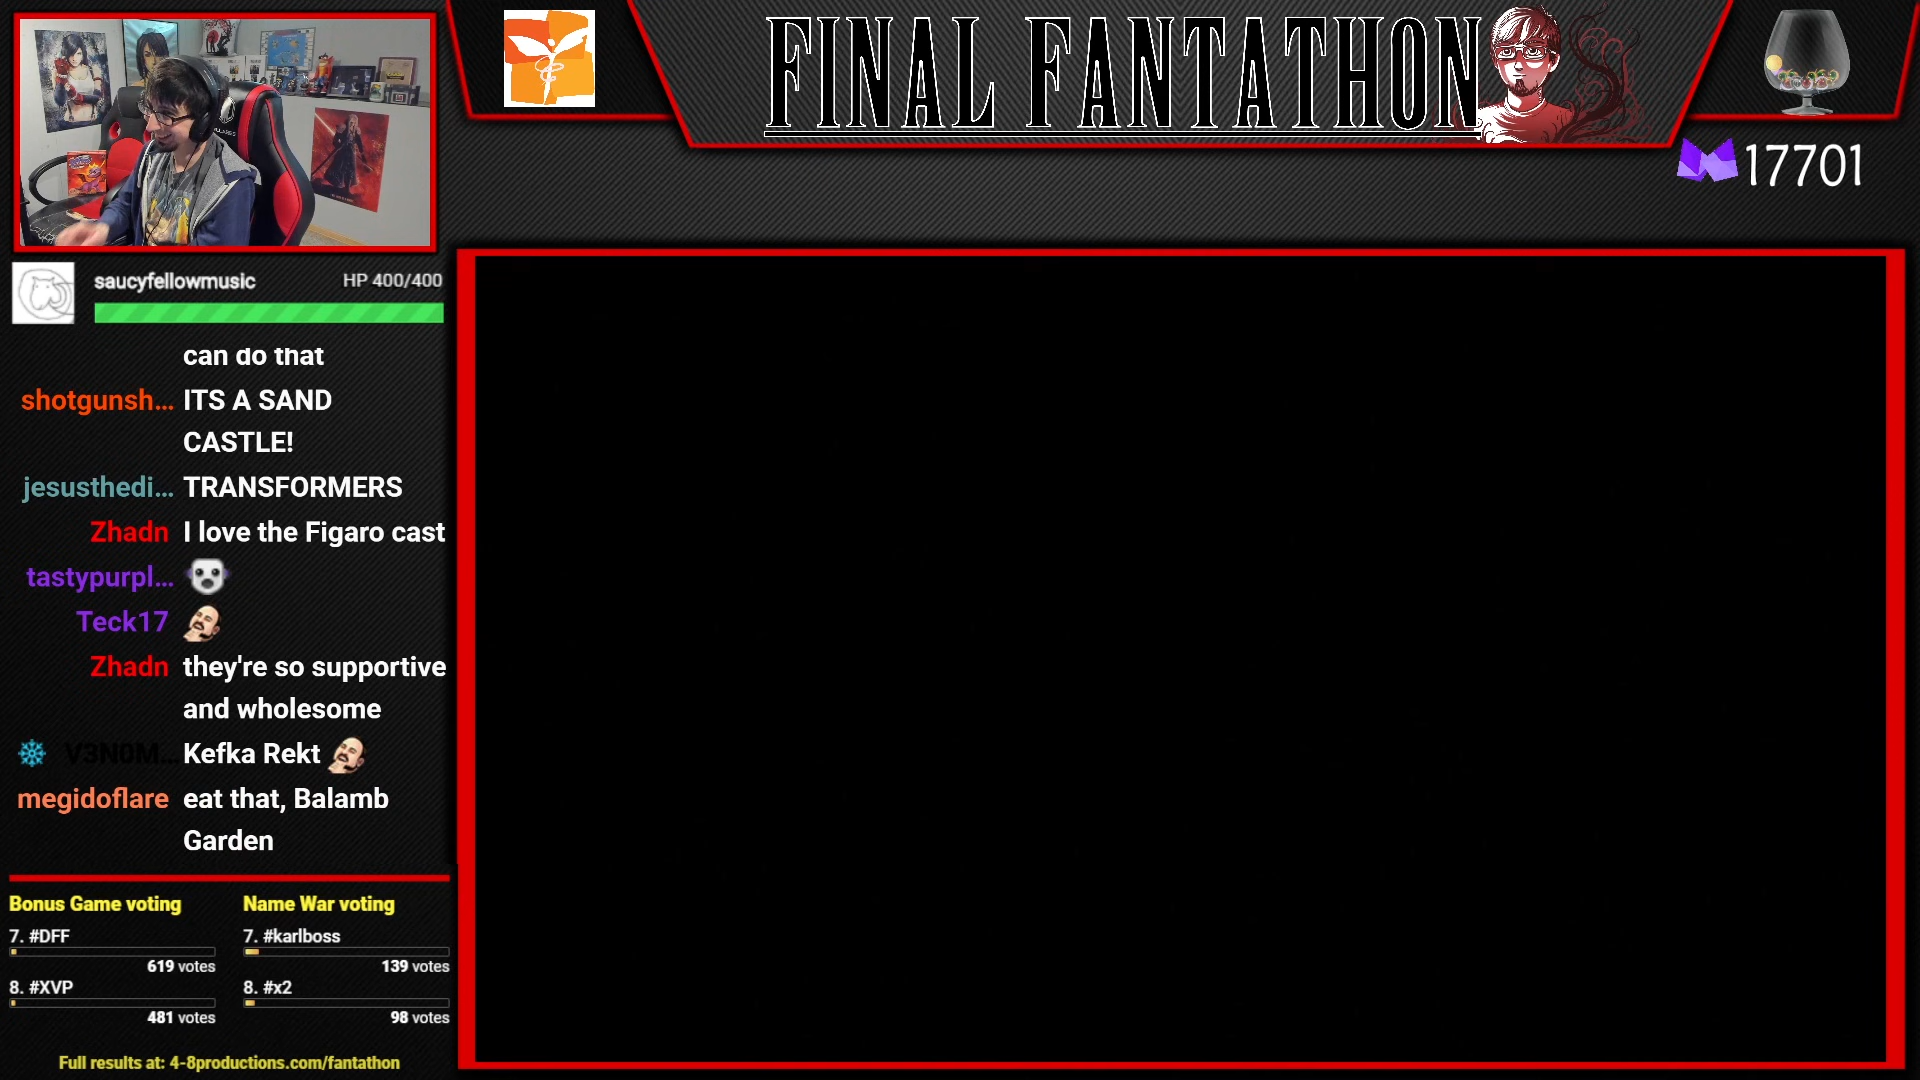 FINAL FANTATHON
17701
saucyfellowmusic HP 400/400
can do that
shotgunsh... ITS A SAND
CASTLE!
jesusthedi... TRANSFORMERS
Zhadn I love the Figaro cast
tastypurpl...
Teck17
Zhadn they're so supportive
and wholesome
V3N0M... Kefka Rekt
megidoflare eat that, Balamb
Garden
Bonus Game voting
7. #DFF
619 votes
8. #XVP
481 votes
Name War voting
7. #karlboss
139 votes
8. #x2
98 votes
Full results at: 4-8productions.com/fantathon